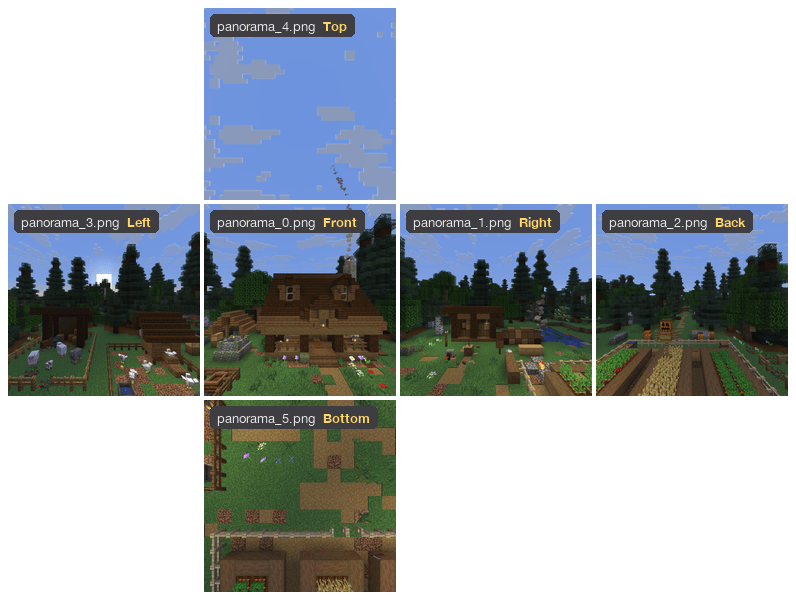 panorama_4.png Top
panorama_3.png Left
panorama_0.png Front
panorama_1.png Right
panorama_2.png Back
panorama_5.png Bottom